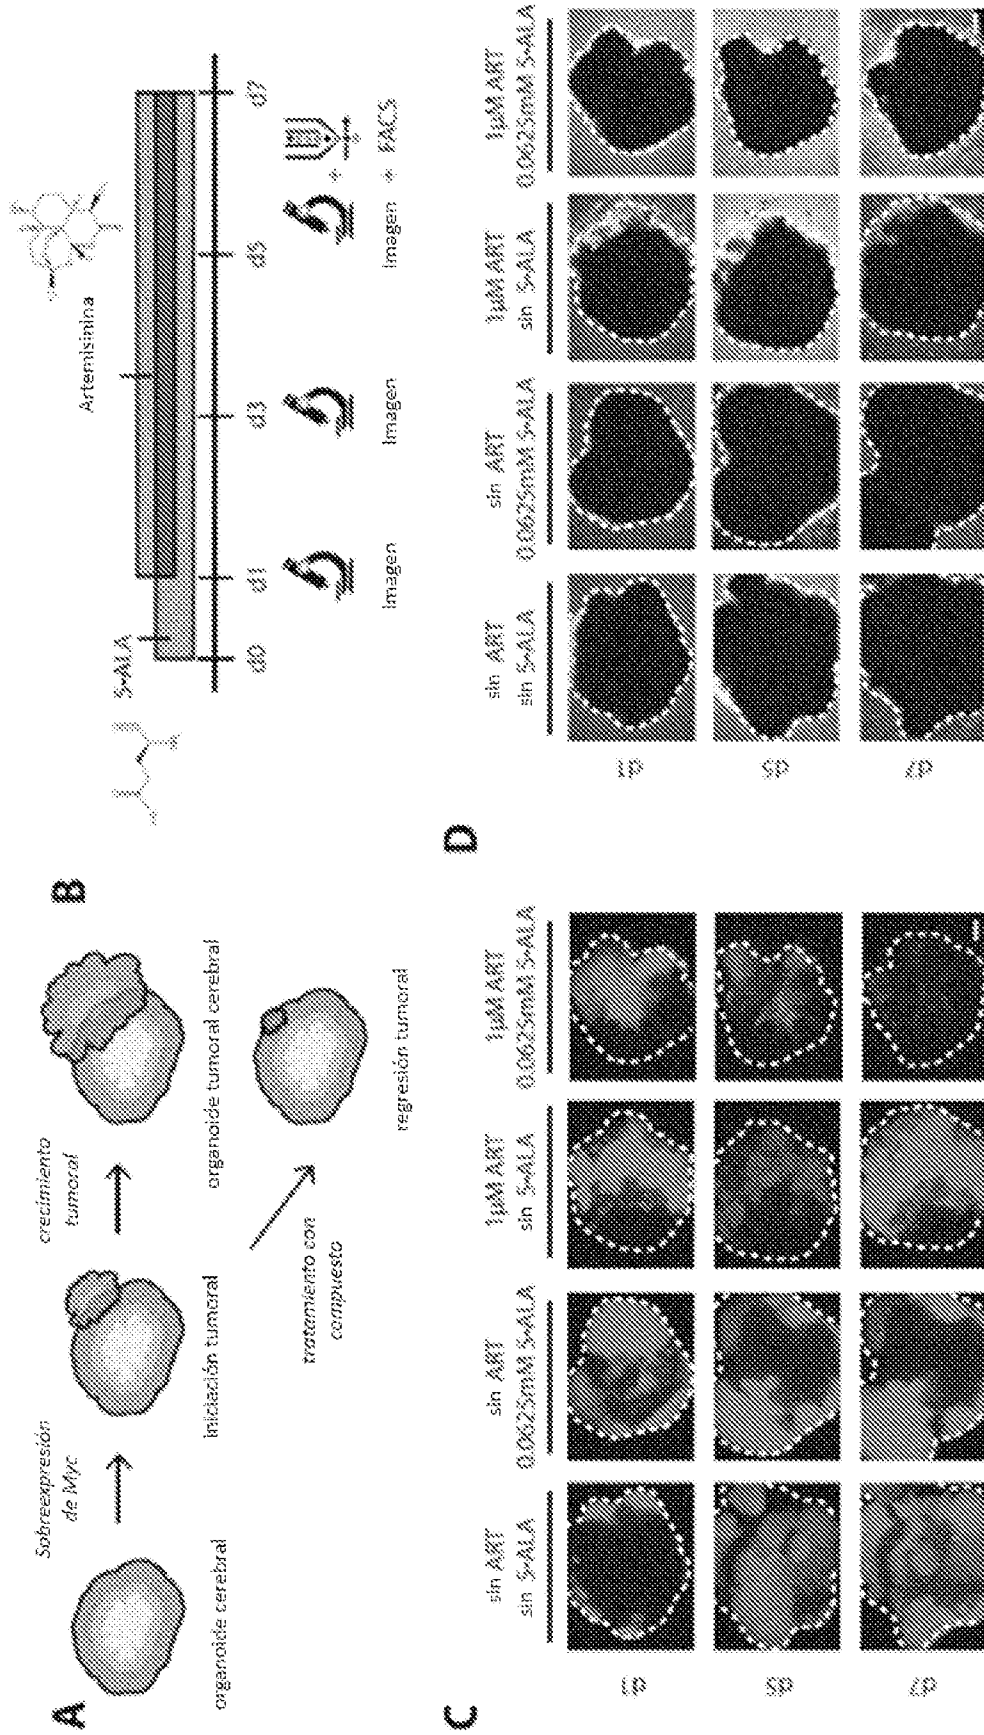 A
Sobreexpresión
de Myc
crecimiento
tumoral
organoide cerebral
iniciación tumoral
organoide tumoral cerebral
tratamiento con
compuesto
regresión tumoral
B
5-ALA
Artemisinina
d0
d1
d3
d5
d7
Imagen
Imagen
Imagen + FACS
C
sin ART
sin 5-ALA
sin ART
0.0625mM 5-ALA
1µM ART
sin 5-ALA
1µM ART
0.0625mM 5-ALA
d1
d5
d7
D
sin ART
sin 5-ALA
sin ART
0.0625mM 5-ALA
1µM ART
sin 5-ALA
1µM ART
0.0625mM 5-ALA
d1
d5
d7